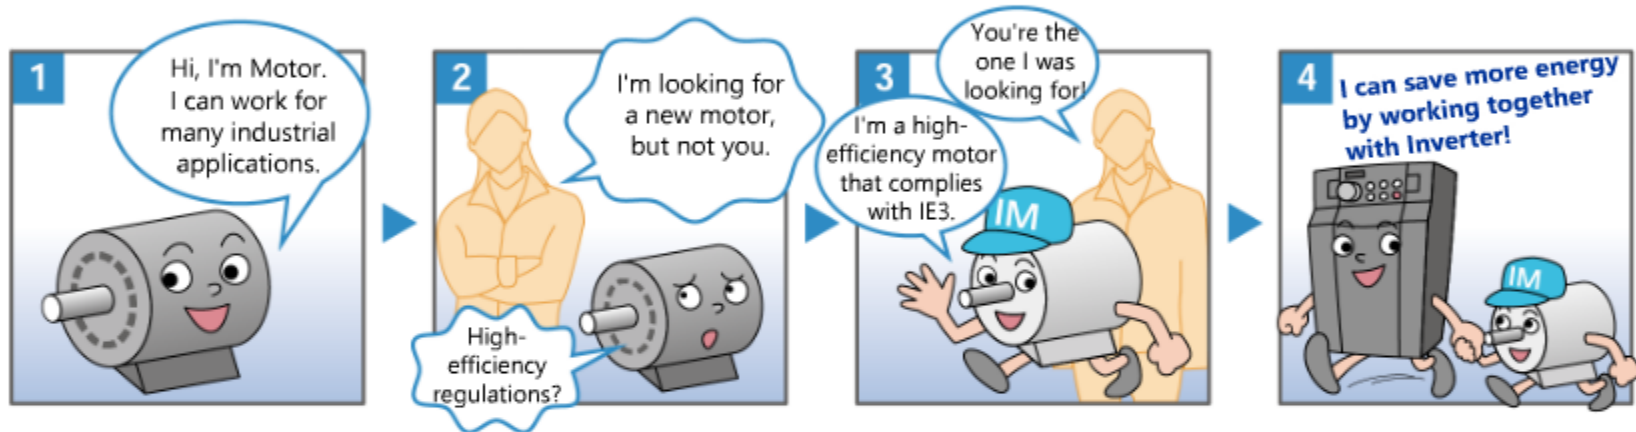 1
Hi, I'm Motor.
I can work for
many industrial
applications.
2
I'm looking for
a new motor,
but not you.
High-
efficiency
regulations?
3
You're the
one I was
looking for!
I'm a high-
efficiency motor
that complies
with IE3.
IM
4
I can save more energy
by working together
with Inverter!
IM